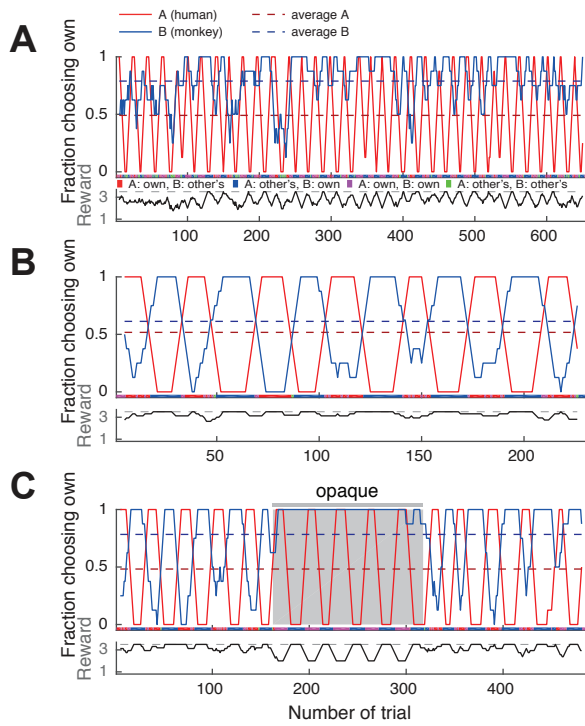 A (human) average A
B (monkey) average B
A
Fraction choosing own
1
0.5
0
A: own, B: other's A: other's, B: own A: own, B: own A: other's, B: other's
Reward
3
1
100 200 300 400 500 600
B
Fraction choosing own
1
0.5
0
Reward
3
1
50 100 150 200
C
opaque
Fraction choosing own
1
0.5
0
Reward
3
1
100 200 300 400
Number of trial